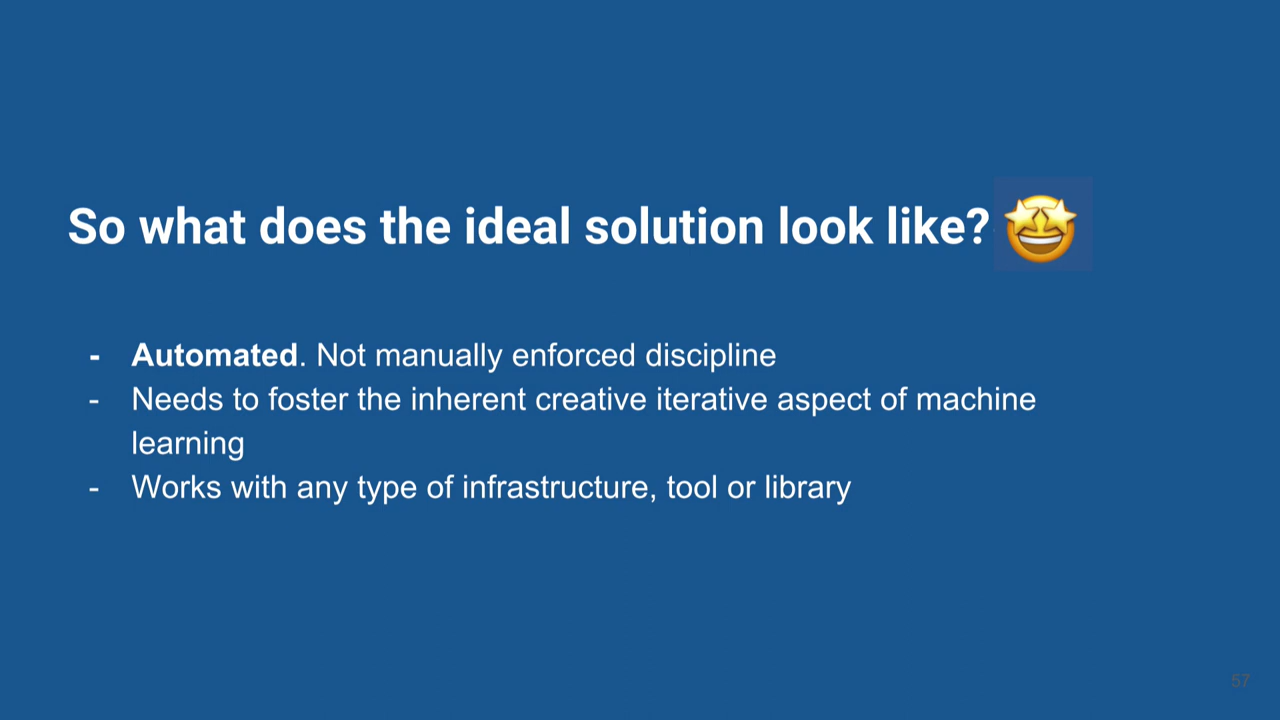 So what does the ideal solution look like? 🤩
- Automated. Not manually enforced discipline
- Needs to foster the inherent creative iterative aspect of machine
learning
- Works with any type of infrastructure, tool or library
57